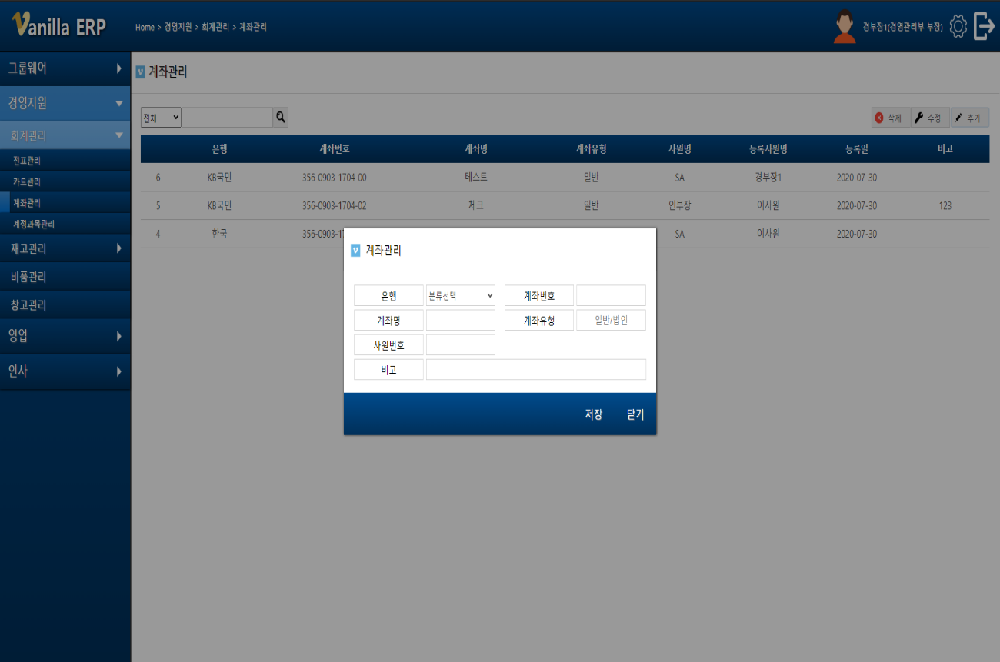 Vanilla ERP
Home > 경영지원 > 회계관리 > 계좌관리
경부장1(경영관리부 부장)
그룹웨어
경영지원
회계관리
전표관리
카드관리
계좌관리
계정과목관리
재고관리
비품관리
창고관리
영업
인사
계좌관리
전체
삭제 수정 추가
은행 계좌번호 계좌명 계좌유형 사원명 등록사원명 등록일 비고
6 KB국민 356-0903-1704-00 테스트 일반 SA 경부장1 2020-07-30
5 KB국민 356-0903-1704-02 체크 일반 인부장 이사원 2020-07-30 123
4 한국 356-0903-1 SA 이사원 2020-07-30
계좌관리
은행 분류선택 계좌번호
계좌명 계좌유형 일반/법인
사원번호
비고
저장 닫기